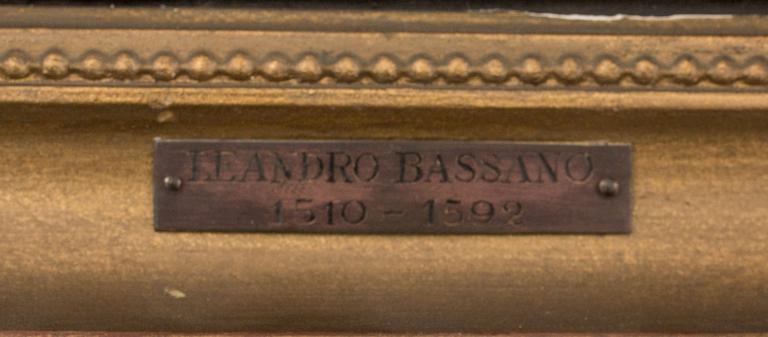 LEANDRO BASSANO
1510 - 1592